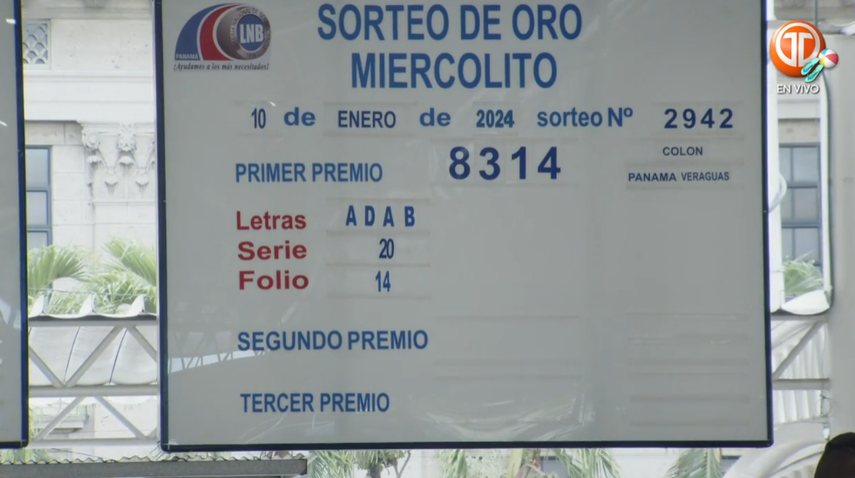 LNB
PANAMÁ
¡Ayudamos a los más necesitados!
SORTEO DE ORO
MIERCOLITO
EN VIVO
10 de ENERO de 2024 sorteo Nº 2942
PRIMER PREMIO 8314 COLON
PANAMA VERAGUAS
Letras A D A B
Serie 20
Folio 14
SEGUNDO PREMIO
TERCER PREMIO